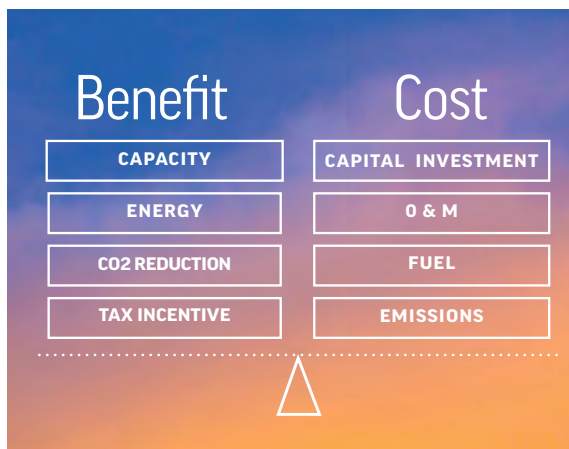 Benefit
CAPACITY
ENERGY
CO2 REDUCTION
TAX INCENTIVE
Cost
CAPITAL INVESTMENT
O & M
FUEL
EMISSIONS